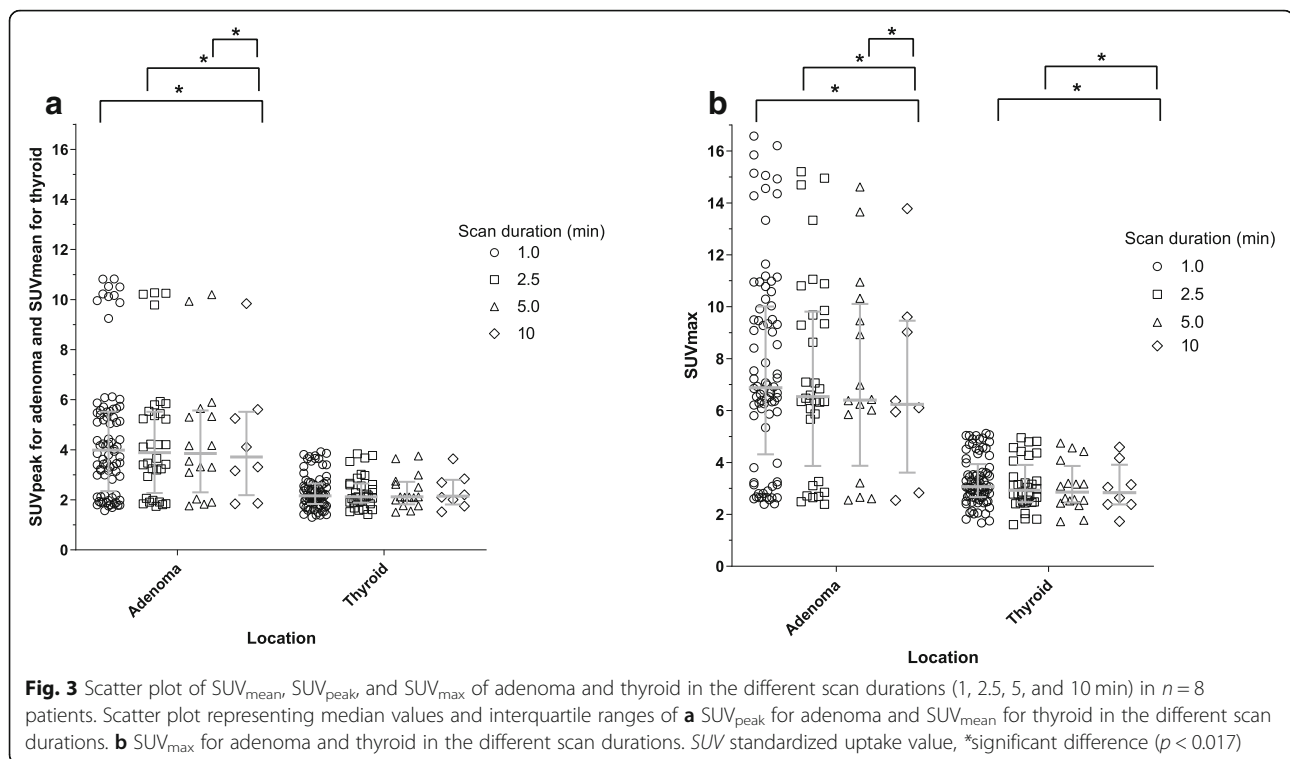 * * *
a
SUVpeak for adenoma and SUVmean for thyroid
16
14
12
10
8
6
4
2
0
Scan duration (min)
1.0
2.5
5.0
10
Adenoma
Thyroid
Location
* * * * *
b
SUVmax
16
14
12
10
8
6
4
2
0
Scan duration (min)
1.0
2.5
5.0
10
Adenoma
Thyroid
Location
Fig. 3 Scatter plot of SUVmean, SUVpeak, and SUVmax of adenoma and thyroid in the different scan durations (1, 2.5, 5, and 10 min) in n = 8
patients. Scatter plot representing median values and interquartile ranges of a SUVpeak for adenoma and SUVmean for thyroid in the different scan
durations. b SUVmax for adenoma and thyroid in the different scan durations. SUV standardized uptake value, *significant difference (p < 0.017)